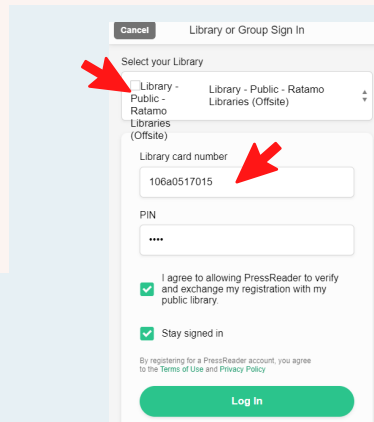 Cancel Library or Group Sign In
Select your Library
Library -
Public -
Ratamo
Libraries
(Offsite)
Library - Public - Ratamo
Libraries (Offsite)
Library card number
106a0517015
PIN
••••
I agree to allowing PressReader to verify
and exchange my registration with my
public library.
Stay signed in
By registering for a PressReader account, you agree
to the Terms of Use and Privacy Policy
Log In